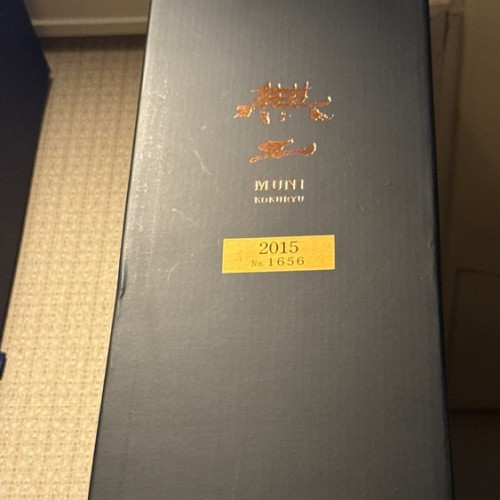 無
二
MUNI
KOKURYU
2015
No.1656